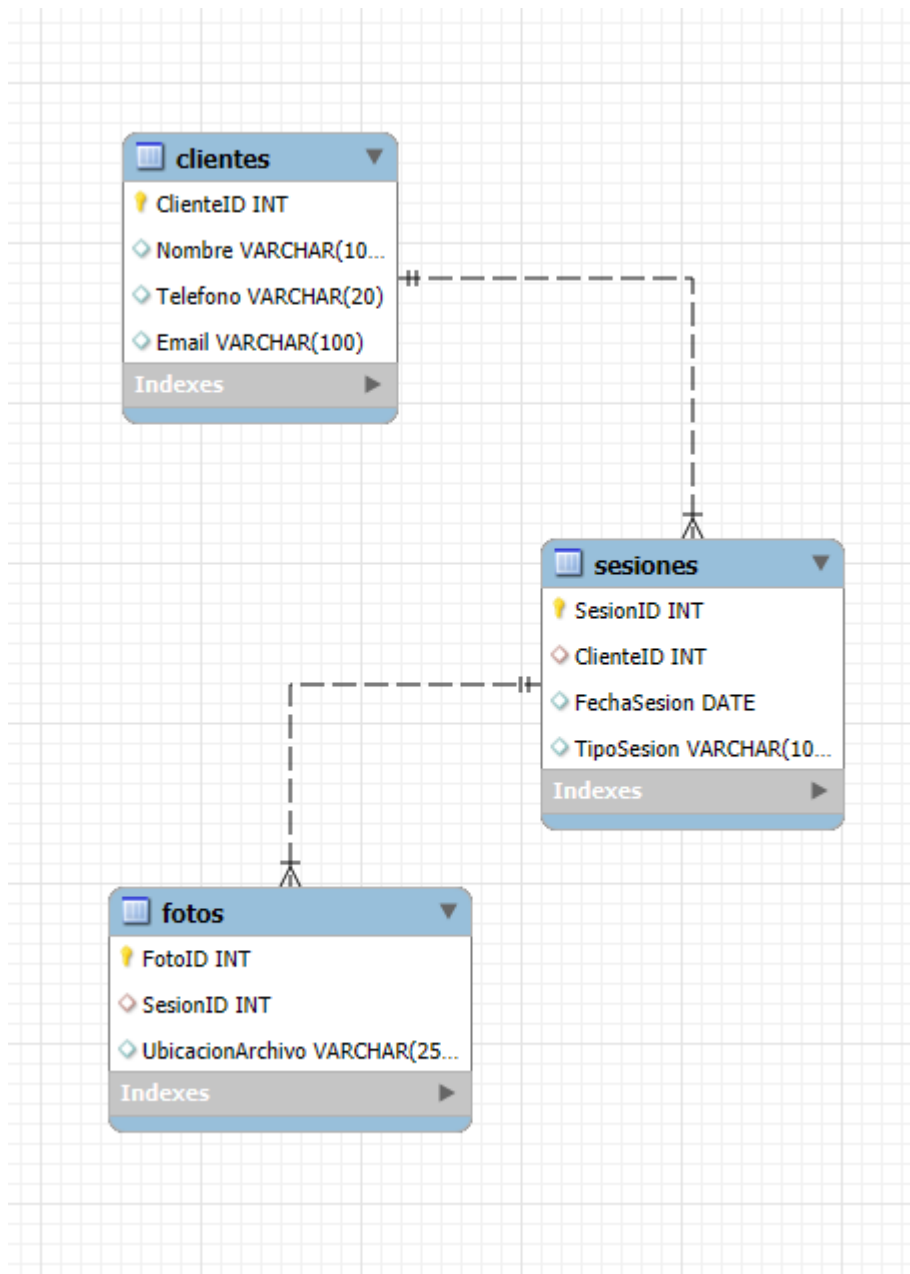 clientes
ClienteID INT
Nombre VARCHAR(10...
Telefono VARCHAR(20)
Email VARCHAR(100)
Indexes
sesiones
SesionID INT
ClienteID INT
FechaSesion DATE
TipoSesion VARCHAR(10...
Indexes
fotos
FotoID INT
SesionID INT
UbicacionArchivo VARCHAR(25...
Indexes